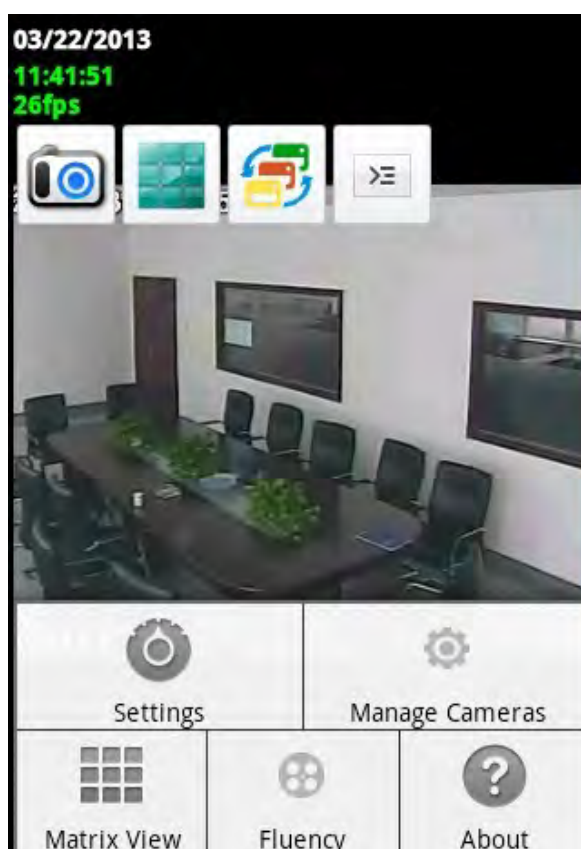 03/22/2013
11:41:51
26fps
Settings
Manage Cameras
Matrix View
Fluency
About